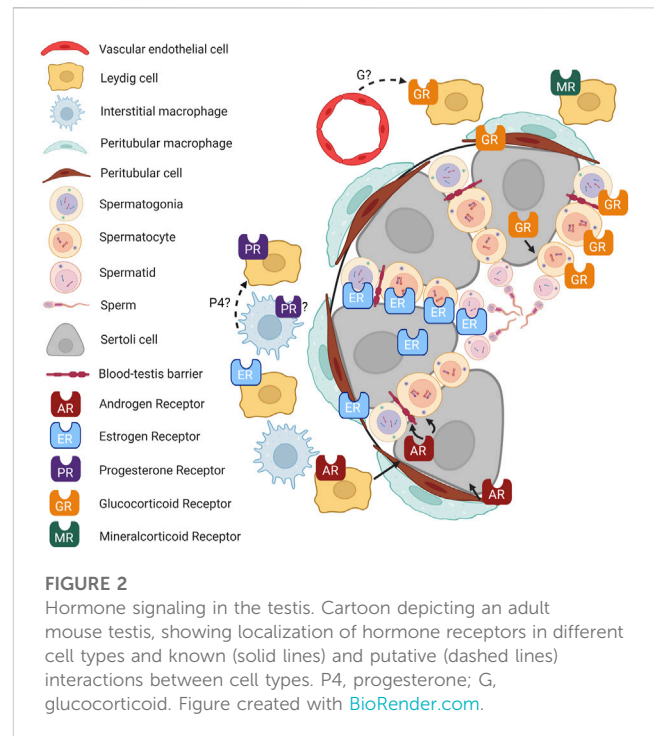 Vascular endothelial cell
Leydig cell
Interstitial macrophage
Peritubular macrophage
Peritubular cell
Spermatogonia
Spermatocyte
Spermatid
Sperm
Sertoli cell
Blood-testis barrier
AR Androgen Receptor
ER Estrogen Receptor
PR Progesterone Receptor
GR Glucocorticoid Receptor
MR Mineralcorticoid Receptor
G?
GR
MR
GR
GR
GR
GR
GR
PR
P4?
PR ?
ER
ER
ER
ER
ER
ER
ER
AR
AR
AR
FIGURE 2
Hormone signaling in the testis. Cartoon depicting an adult
mouse testis, showing localization of hormone receptors in different
cell types and known (solid lines) and putative (dashed lines)
interactions between cell types. P4, progesterone; G,
glucocorticoid. Figure created with BioRender.com.